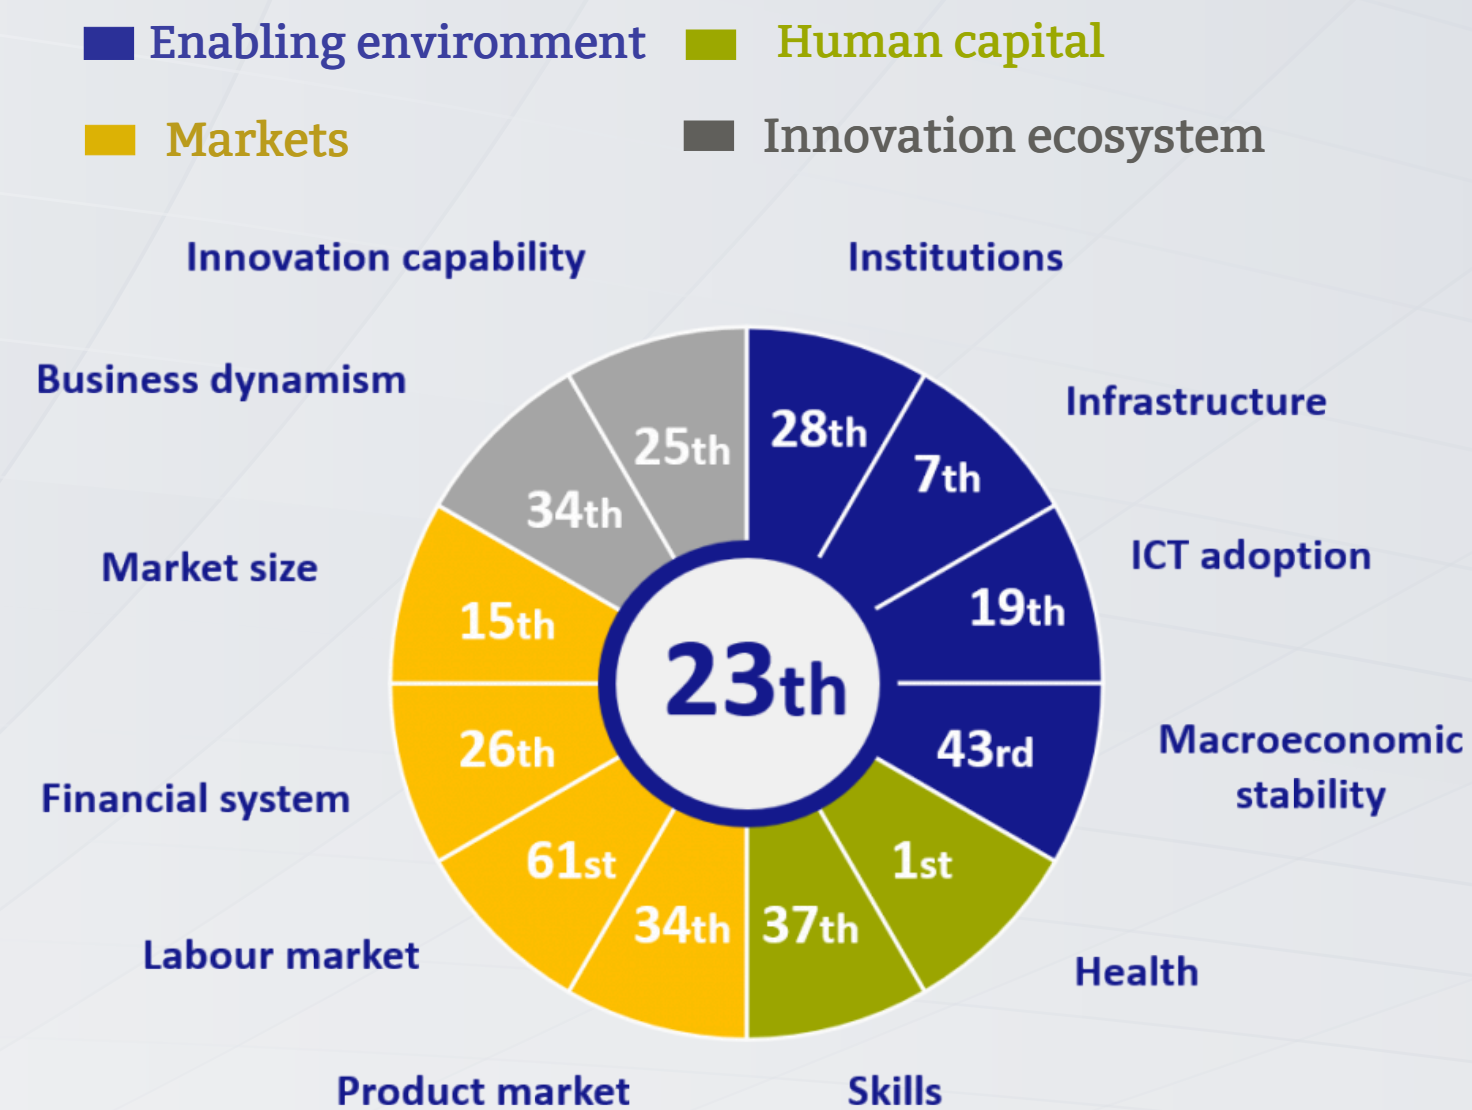 Enabling environment
Human capital
Markets
Innovation ecosystem
Innovation capability
Institutions
Business dynamism
Infrastructure
28th
25th
7th
34th
Market size
ICT adoption
15th
19th
23th
26th
43rd
Macroeconomic
stability
Financial system
61st
1st
34th
37th
Labour market
Health
Product market
Skills